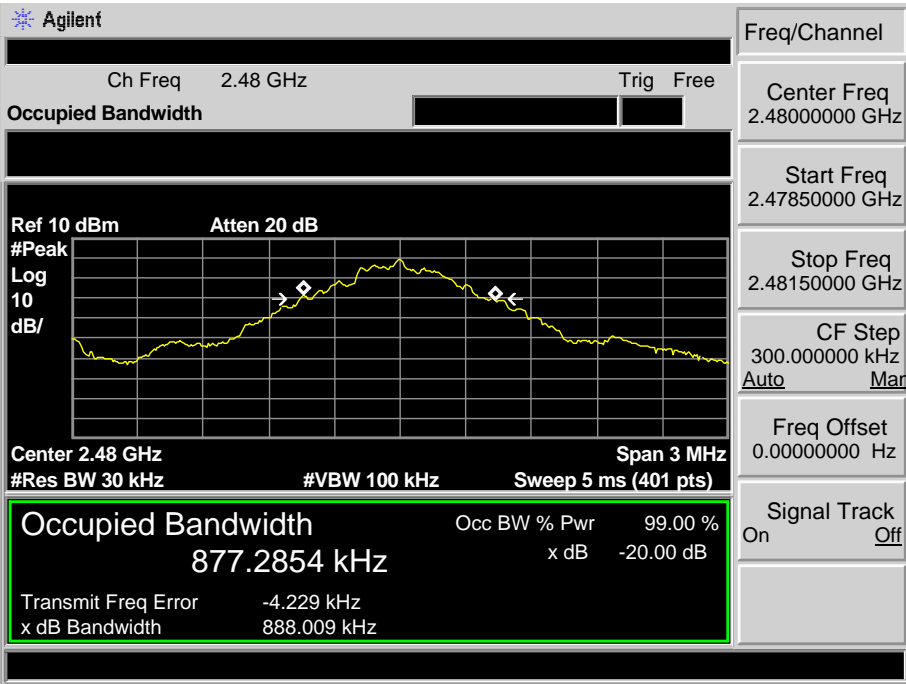 Agilent
Freq/Channel
Ch Freq 2.48 GHz Trig Free
Occupied Bandwidth
Center Freq
2.48000000 GHz
Start Freq
2.47850000 GHz
Stop Freq
2.48150000 GHz
CF Step
300.000000 kHz
Auto Mar
Freq Offset
0.00000000 Hz
Signal Track
On Off
Ref 10 dBm Atten 20 dB
#Peak
Log
10
dB/
Center 2.48 GHz Span 3 MHz
#Res BW 30 kHz #VBW 100 kHz Sweep 5 ms (401 pts)
Occupied Bandwidth Occ BW % Pwr 99.00 %
877.2854 kHz x dB -20.00 dB
Transmit Freq Error -4.229 kHz
x dB Bandwidth 888.009 kHz